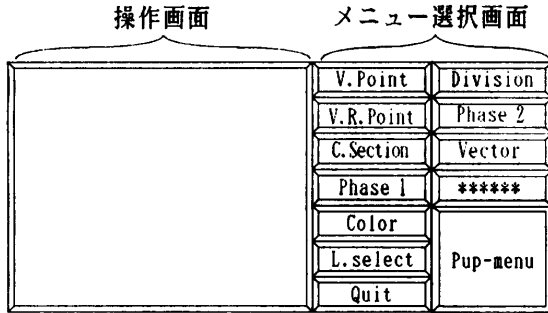 操作画面 メニュー選択画面
V.Point Division
V.R.Point Phase 2
C.Section Vector
Phase 1 ******
Color
L.select Pup-menu
Quit